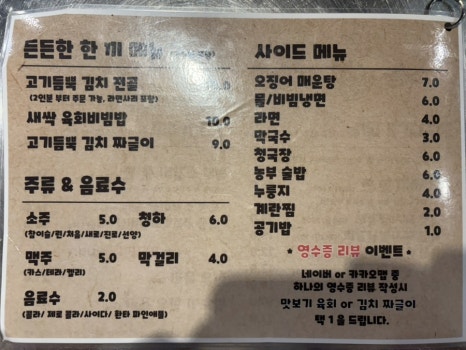 든든한 한 끼 메뉴
고기듬뿍 김치 전골
(2인분 부터 주문 가능, 라면사리 포함)
새싹 육회비빔밥 10.0
고기듬뿍 김치 짜글이 9.0
주류 & 음료수
소주 5.0 청하 6.0
(참이슬/린/처음/새로/진로/선양)
맥주 5.0 막걸리 4.0
(카스/테라/켈리)
음료수 2.0
(콜라/ 제로 콜라/사이다/ 환타 파인애플)
사이드 메뉴
오징어 매운탕 7.0
물/비빔냉면 6.0
라면 4.0
막국수 3.0
청국장 6.0
농부 술밥 6.0
누룽지 4.0
계란찜 2.0
공기밥 1.0
* 영수증 리뷰 이벤트 *
네이버 or 카카오맵 중
하나의 영수증 리뷰 작성시
맛보기 육회 or 김치 짜글이
택 1 을 드립니다.